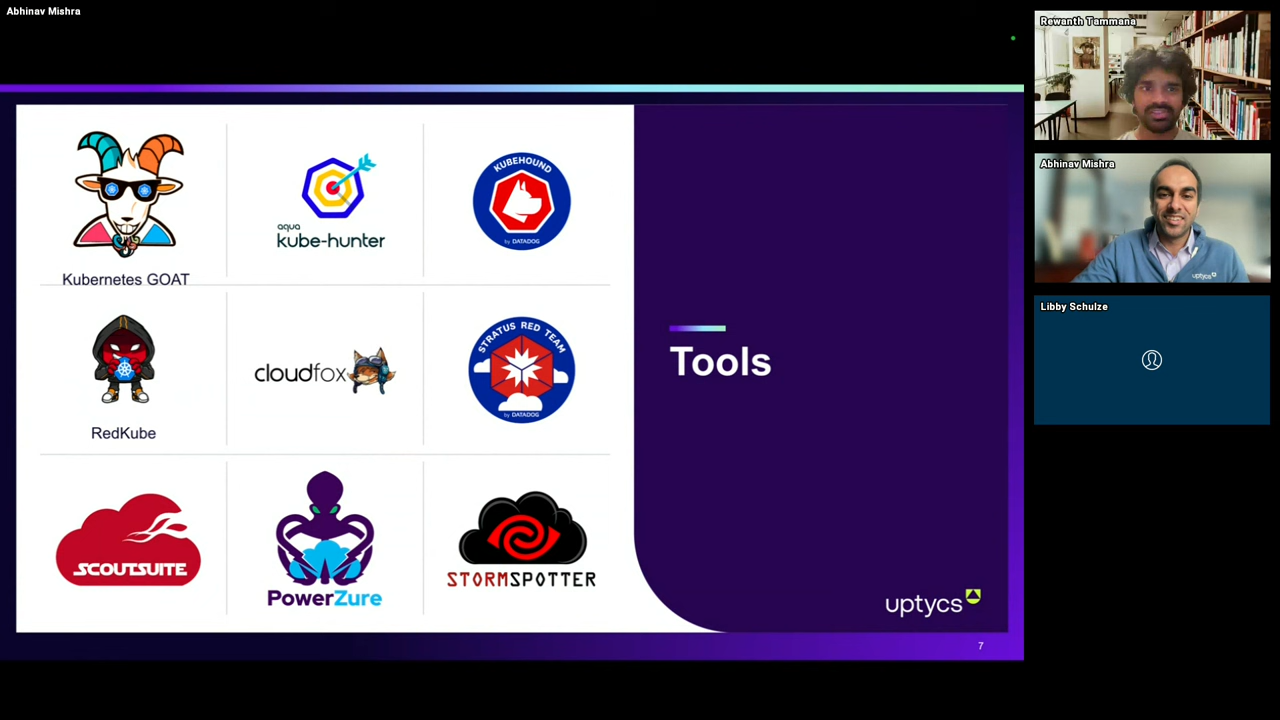 Abhinav Mishra
Kubernetes GOAT
aqua
kube-hunter
KUBEHOUND
by DATADOG
RedKube
cloudfox
STRATUS RED TEAM
by DATADOG
SCOUTSUITE
PowerZure
STORMSPOTTER
Tools
uptycs
7
Rewanth Tammana
Abhinav Mishra
uptycs
Libby Schulze